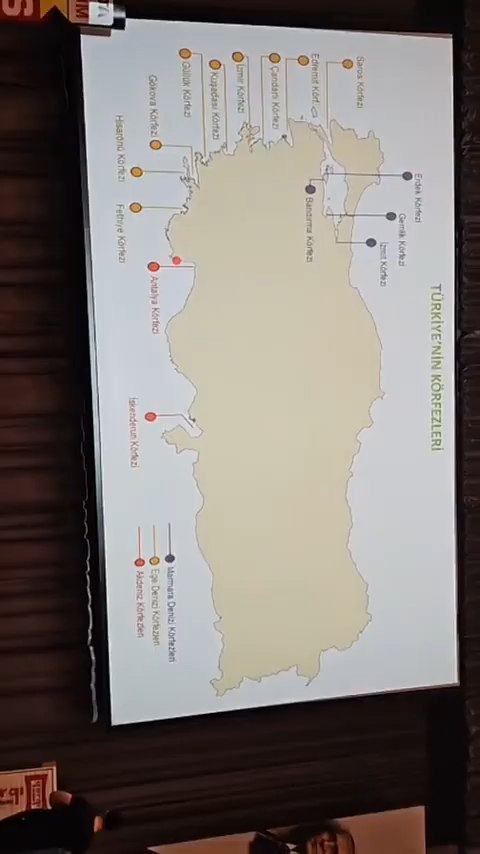 TÜRKİYE'NİN KÖRFEZLERİ
Saros Körfezi
Edremit Körf
Çandarlı Körfezi
İzmir Körfezi
Kuşadası Körfezi
Güllük Körfezi
Gökova Körfezi
Hisarönü Körfezi
Fethiye Körfezi
Erdek Körfezi
Gemlik Körfezi
İzmit Körfezi
Bandırma Körfezi
Antalya Körfezi
İskenderun Körfezi
Marmara Denizi Körfezleri
Ege Denizi Körfezleri
Akdeniz Körfezleri